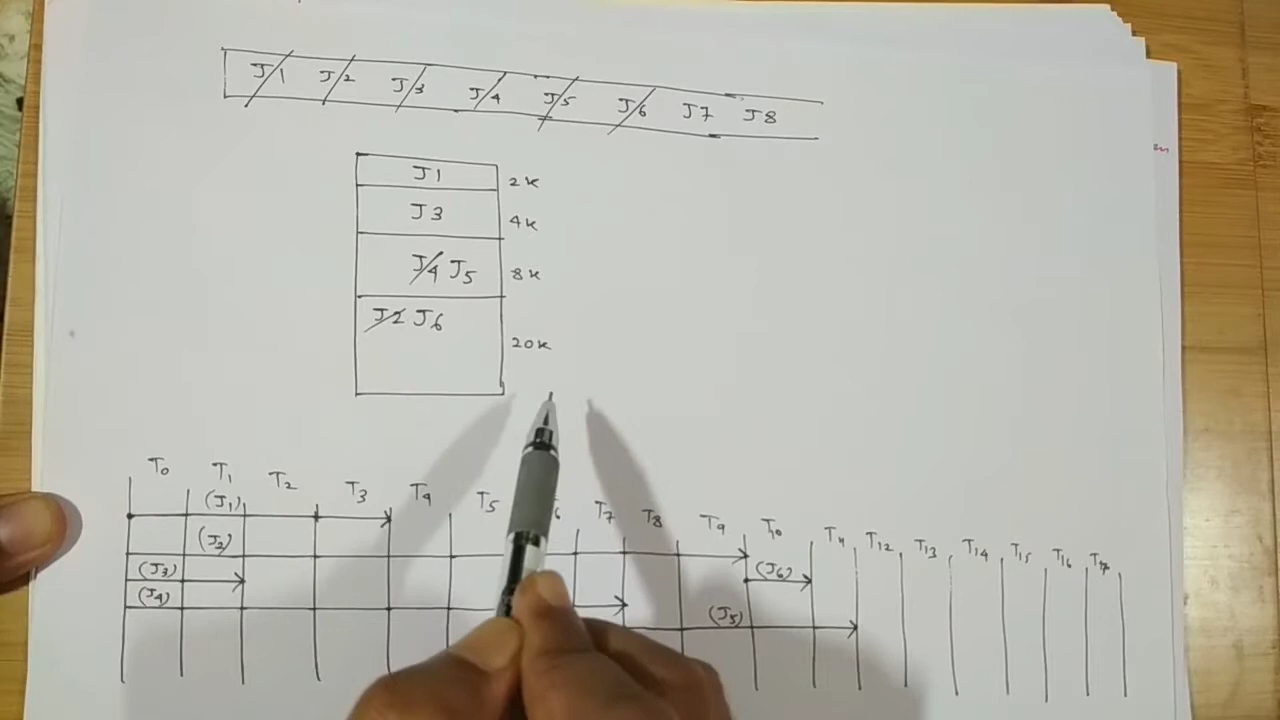 J1 J2 J3 J4 J5 J6 J7 J8
J1 2K
J3 4K
J4 J5 8K
J2 J6 20K
T0 T1 T2 T3 T4 T5 T7 T8 T9 T10 T11 T12 T13 T14 T15 T16 T17
(J1)
(J2)
(J3) (J6)
(J4)
(J5)